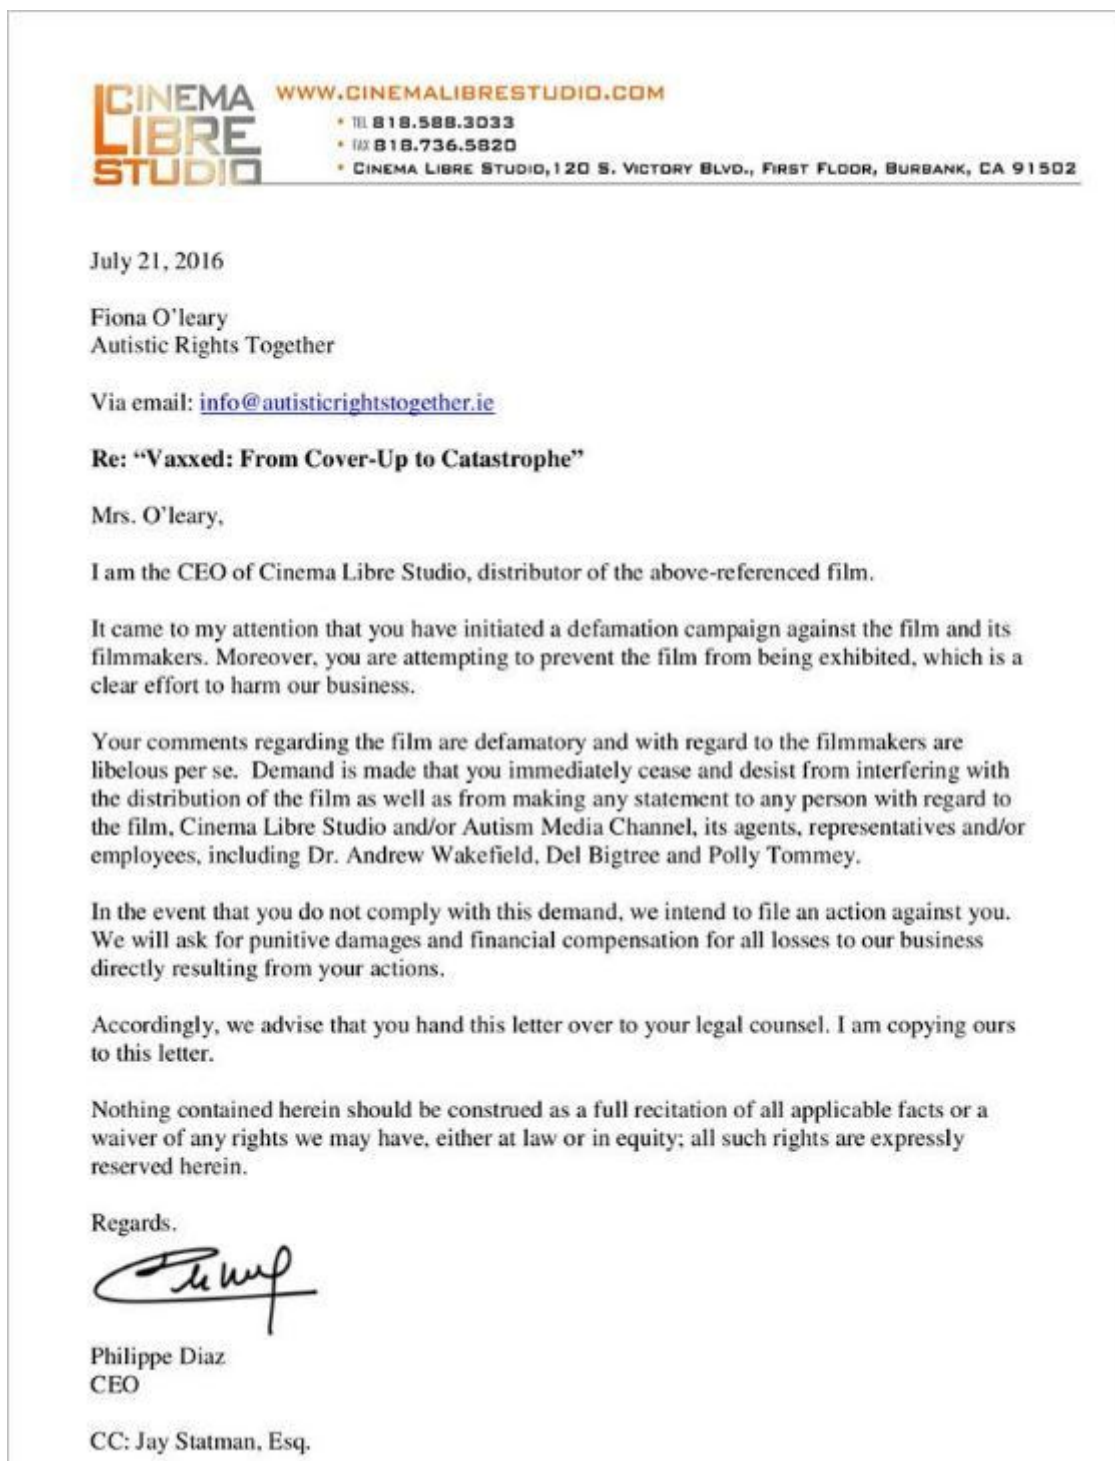 CINEMA
LIBRE
STUDIO
WWW.CINEMALIBRESTUDIO.COM
• TEL 818.588.3033
• FAX 818.736.5820
• CINEMA LIBRE STUDIO,120 S. VICTORY BLVD., FIRST FLOOR, BURBANK, CA 91502
July 21, 2016
Fiona O'leary
Autistic Rights Together
Via email: info@autisticrightstogether.ie
Re: “Vaxxed: From Cover-Up to Catastrophe”
Mrs. O'leary,
I am the CEO of Cinema Libre Studio, distributor of the above-referenced film.
It came to my attention that you have initiated a defamation campaign against the film and its
filmmakers. Moreover, you are attempting to prevent the film from being exhibited, which is a
clear effort to harm our business.
Your comments regarding the film are defamatory and with regard to the filmmakers are
libelous per se.  Demand is made that you immediately cease and desist from interfering with
the distribution of the film as well as from making any statement to any person with regard to
the film, Cinema Libre Studio and/or Autism Media Channel, its agents, representatives and/or
employees, including Dr. Andrew Wakefield, Del Bigtree and Polly Tommey.
In the event that you do not comply with this demand, we intend to file an action against you.
We will ask for punitive damages and financial compensation for all losses to our business
directly resulting from your actions.
Accordingly, we advise that you hand this letter over to your legal counsel. I am copying ours
to this letter.
Nothing contained herein should be construed as a full recitation of all applicable facts or a
waiver of any rights we may have, either at law or in equity; all such rights are expressly
reserved herein.
Regards.
Philippe Diaz
CEO
CC: Jay Statman, Esq.